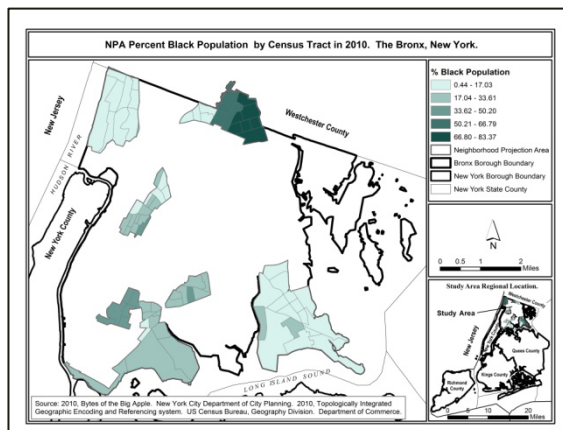 NPA Percent Black Population by Census Tract in 2010. The Bronx, New York.
% Black Population
0.44 - 17.03
17.04 - 33.61
33.62 - 50.20
50.21 - 66.79
66.80 - 83.37
Neighborhood Projection Area
Bronx Borough Boundary
New York Borough Boundary
New York State County
New Jersey
HUDSON RIVER
New York County
Westchester County
LONG ISLAND SOUND
N
0 0.5 1 2
Miles
Study Area Regional Location.
Westchester County
Study Area
New Jersey
New York County
Queens County
Kings County
Richmond County
0 5 10 20
Miles
Source: 2010, Bytes of the Big Apple. New York City Department of City Planning. 2010, Topologically Integrated
Geographic Encoding and Referencing system. US Census Bureau, Geography Division. Department of Commerce.